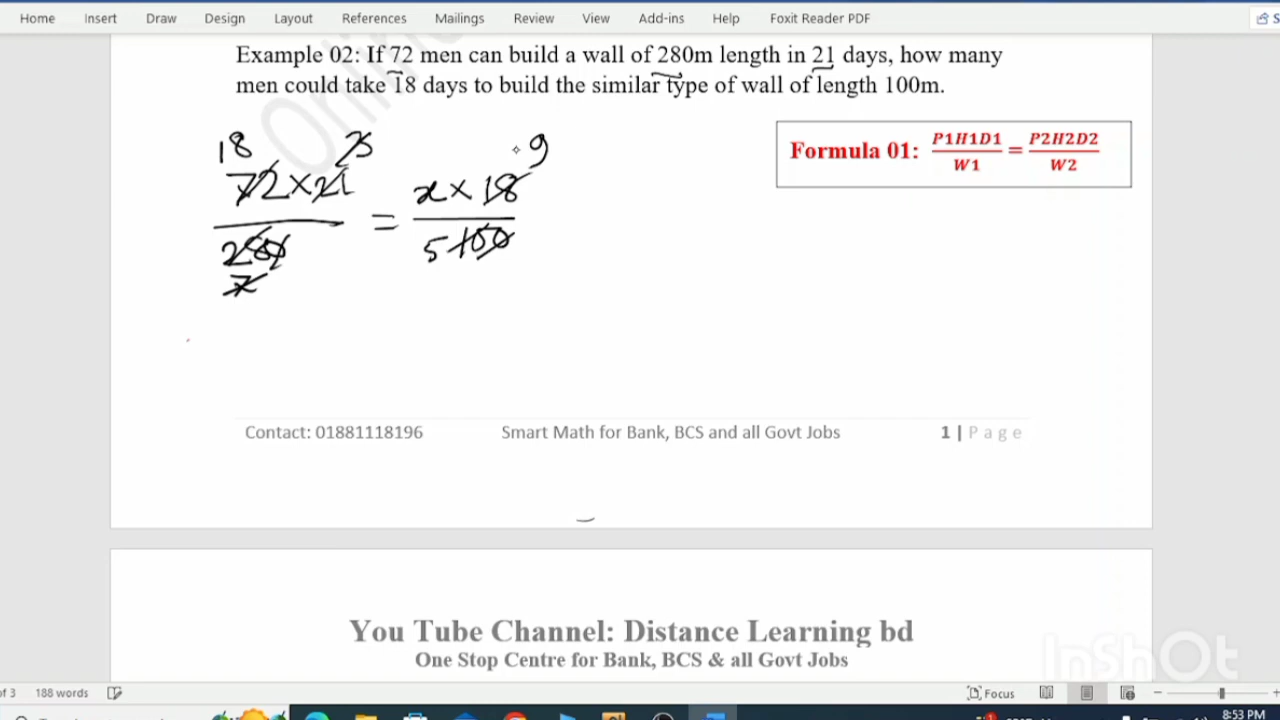 Home Insert Draw Design Layout References Mailings Review View Add-ins Help Foxit Reader PDF
Example 02: If 72 men can build a wall of 280m length in 21 days, how many
men could take 18 days to build the similar type of wall of length 100m.
Formula 01: P1H1D1/W1 = P2H2D2/W2
18 9
72 × 21 = x × 18
280 5 100
7
Contact: 01881118196 Smart Math for Bank, BCS and all Govt Jobs 1 | Page
You Tube Channel: Distance Learning bd
One Stop Centre for Bank, BCS & all Govt Jobs
InShOt
of 3 188 words Focus
8:53 PM